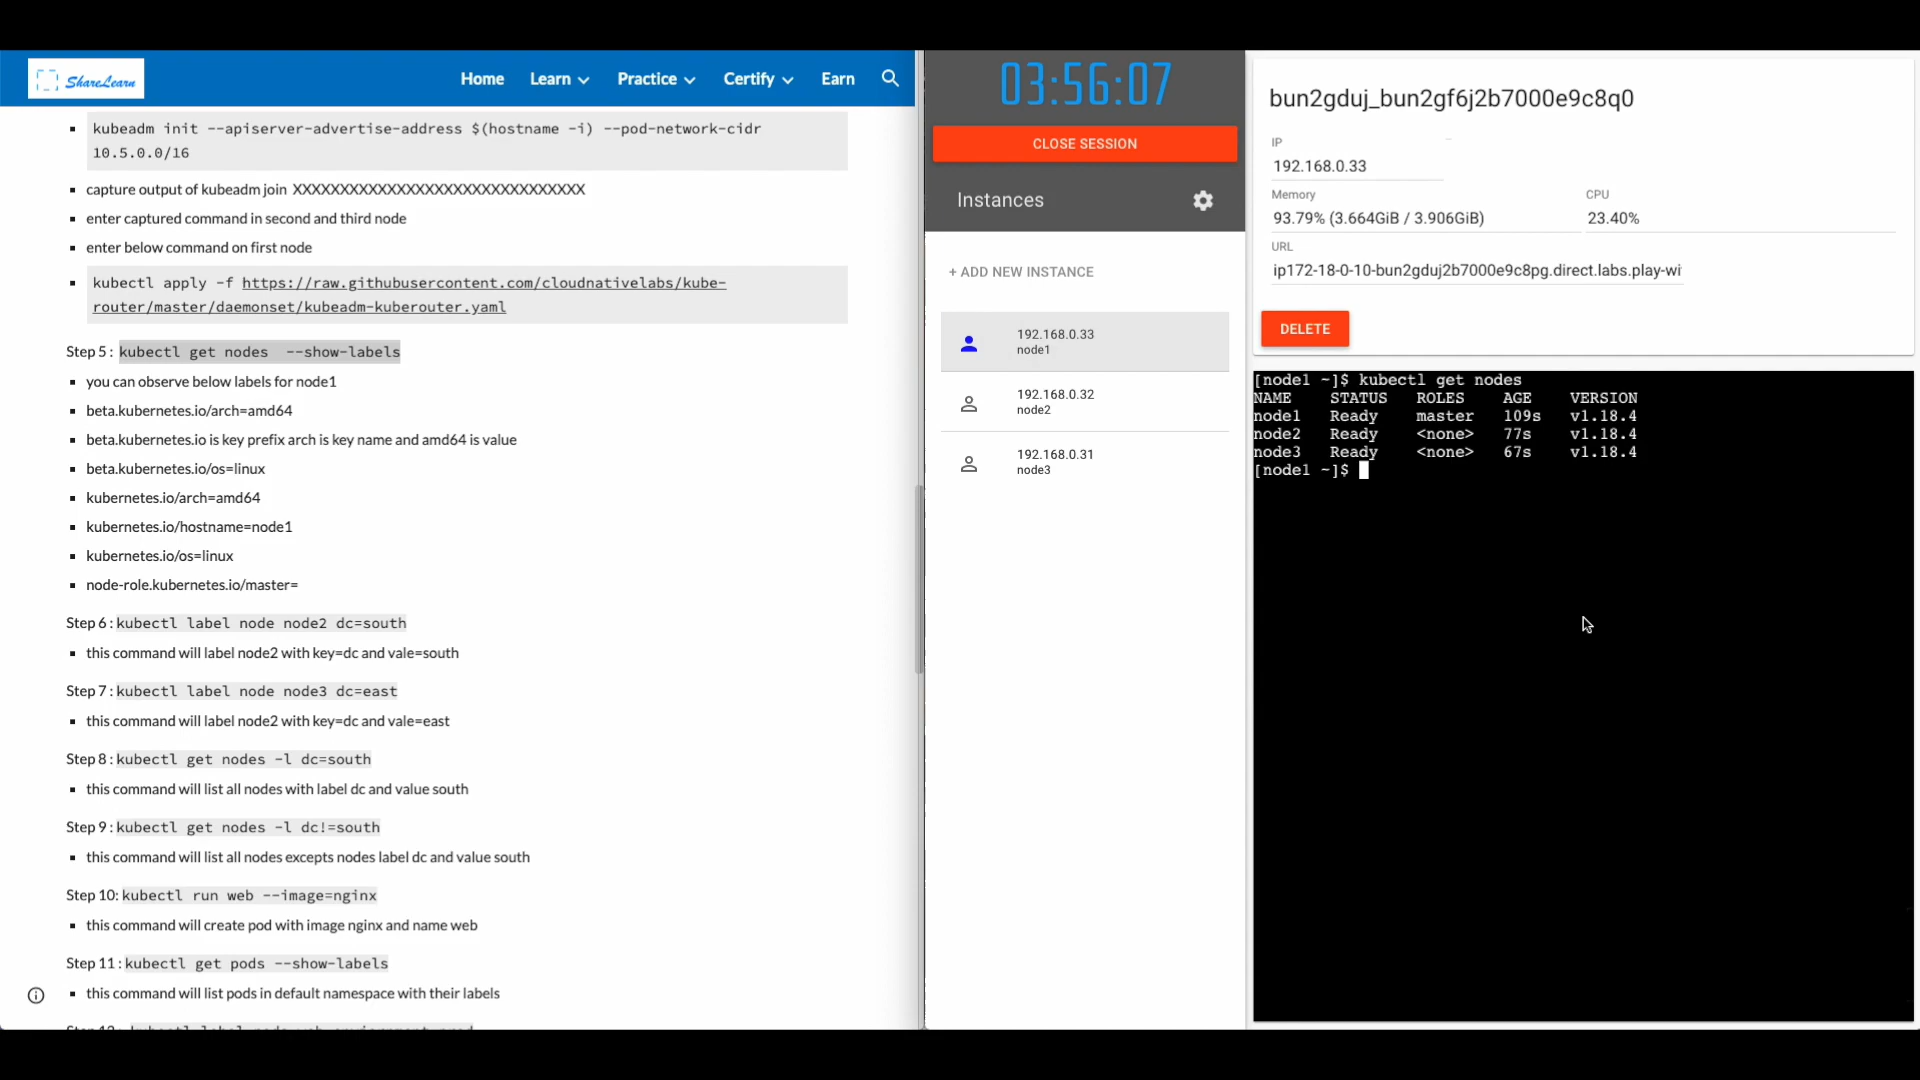 ShareLearn
Home Learn Practice Certify Earn
kubeadm init --apiserver-advertise-address $(hostname -i) --pod-network-cidr
10.5.0.0/16
capture output of kubeadm join XXXXXXXXXXXXXXXXXXXXXXXXXXXXXXX
enter captured command in second and third node
enter below command on first node
kubectl apply -f https://raw.githubusercontent.com/cloudnativelabs/kube-
router/master/daemonset/kubeadm-kuberouter.yaml
Step 5 : kubectl get nodes  --show-labels
you can observe below labels for node1
beta.kubernetes.io/arch=amd64
beta.kubernetes.io is key prefix arch is key name and amd64 is value
beta.kubernetes.io/os=linux
kubernetes.io/arch=amd64
kubernetes.io/hostname=node1
kubernetes.io/os=linux
node-role.kubernetes.io/master=
Step 6 : kubectl label node node2 dc=south
this command will label node2 with key=dc and vale=south
Step 7 : kubectl label node node3 dc=east
this command will label node2 with key=dc and vale=east
Step 8 : kubectl get nodes -l dc=south
this command will list all nodes with label dc and value south
Step 9 : kubectl get nodes -l dc!=south
this command will list all nodes excepts nodes label dc and value south
Step 10: kubectl run web --image=nginx
this command will create pod with image nginx and name web
Step 11 : kubectl get pods --show-labels
this command will list pods in default namespace with their labels
03:56:07
CLOSE SESSION
Instances
+ ADD NEW INSTANCE
192.168.0.33
node1
192.168.0.32
node2
192.168.0.31
node3
bun2gduj_bun2gf6j2b7000e9c8q0
IP
192.168.0.33
Memory CPU
93.79% (3.664GiB / 3.906GiB) 23.40%
URL
ip172-18-0-10-bun2gduj2b7000e9c8pg.direct.labs.play-wi
DELETE
[node1 ~]$ kubectl get nodes
NAME STATUS ROLES AGE VERSION
node1 Ready master 109s v1.18.4
node2 Ready <none> 77s v1.18.4
node3 Ready <none> 67s v1.18.4
[node1 ~]$